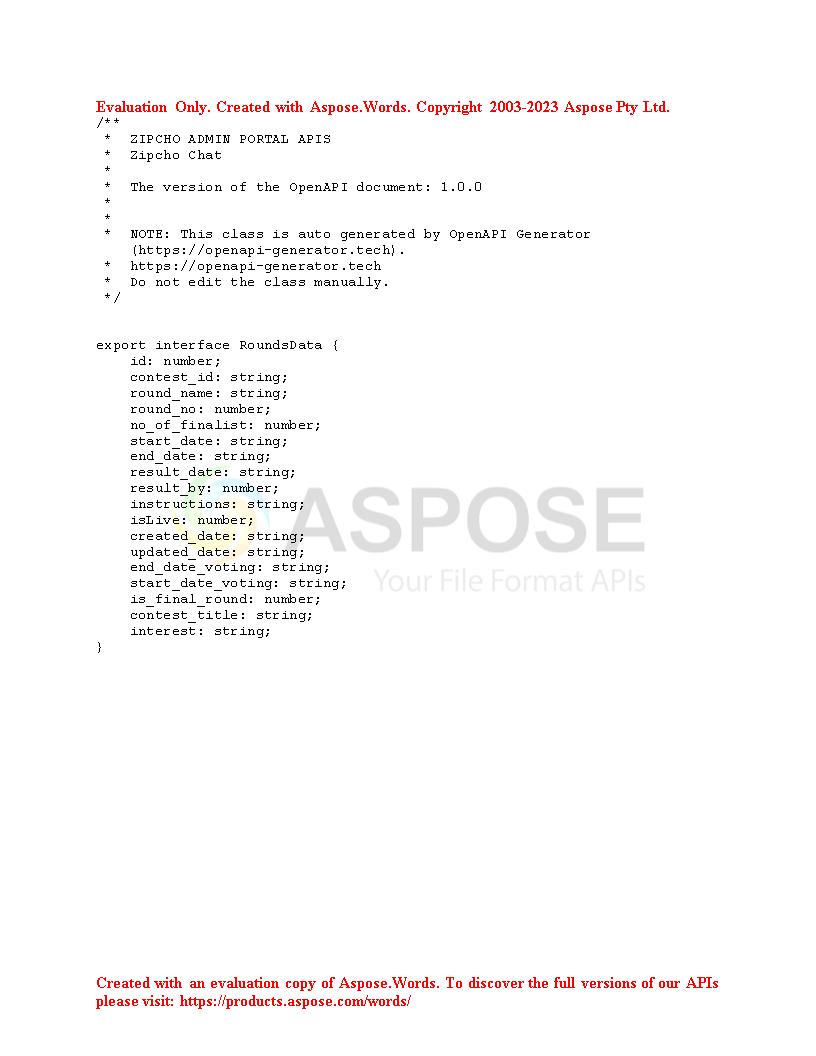 Evaluation Only. Created with Aspose.Words. Copyright 2003-2023 Aspose Pty Ltd.
/**
 *  ZIPCHO ADMIN PORTAL APIS
 *  Zipcho Chat
 *
 *  The version of the OpenAPI document: 1.0.0
 *
 *
 *  NOTE: This class is auto generated by OpenAPI Generator
    (https://openapi-generator.tech).
 *  https://openapi-generator.tech
 *  Do not edit the class manually.
 */
export interface RoundsData {
    id: number;
    contest_id: string;
    round_name: string;
    round_no: number;
    no_of_finalist: number;
    start_date: string;
    end_date: string;
    result_date: string;
    result_by: number;
    instructions: string;
    isLive: number;
    created_date: string;
    updated_date: string;
    end_date_voting: string;
    start_date_voting: string;
    is_final_round: number;
    contest_title: string;
    interest: string;
}
ASPOSE
Your File Format APIs
Created with an evaluation copy of Aspose.Words. To discover the full versions of our APIs
please visit: https://products.aspose.com/words/